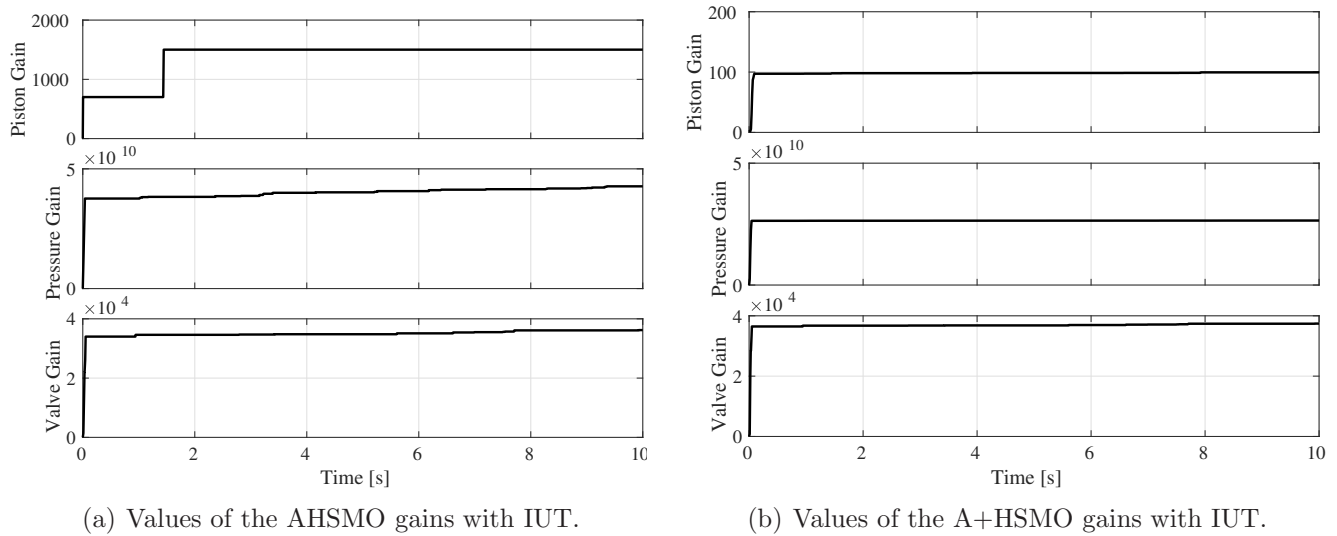 2000
1000
0
Piston Gain
×10 10
5
0
Pressure Gain
×10 4
4
2
0
Valve Gain
0 2 4 6 8 10
Time [s]
(a) Values of the AHSMO gains with IUT.
200
100
0
Piston Gain
×10 10
5
0
Pressure Gain
×10 4
4
2
0
Valve Gain
0 2 4 6 8 10
Time [s]
(b) Values of the A+HSMO gains with IUT.